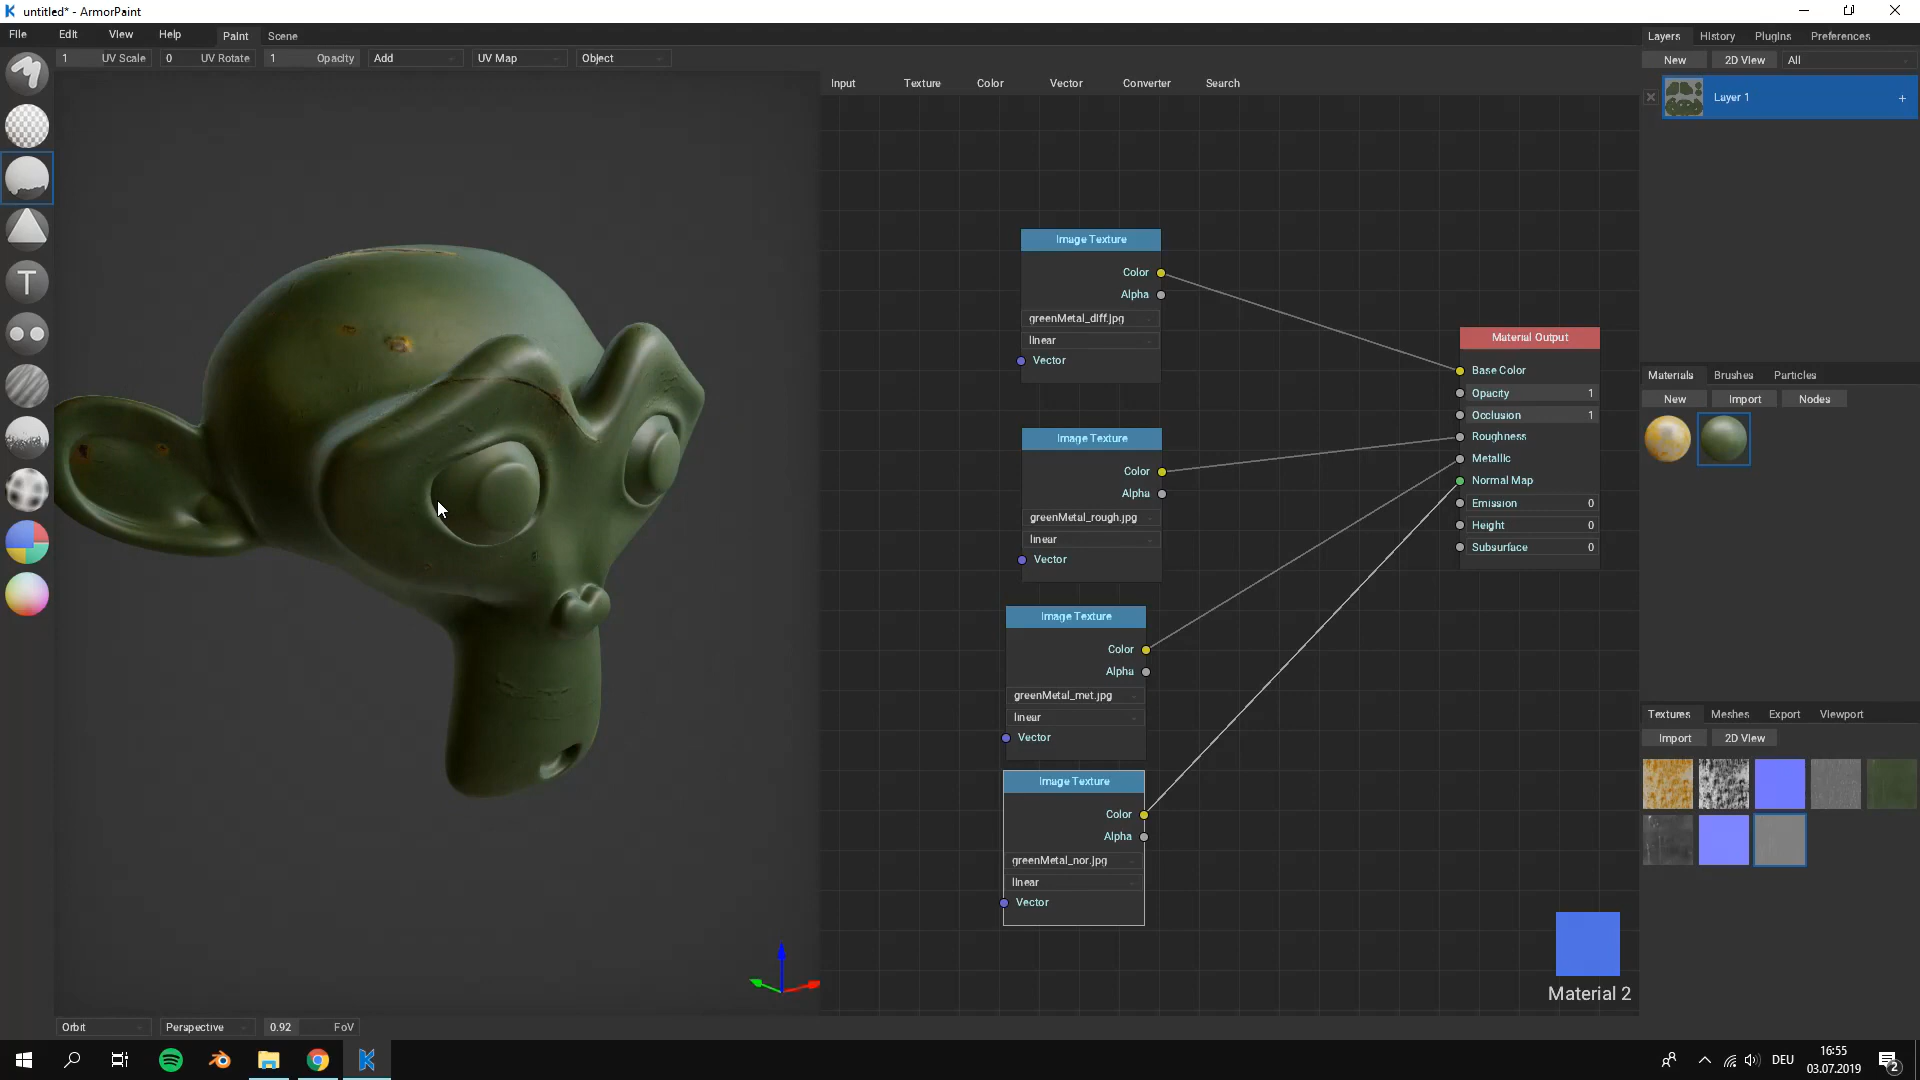 untitled* - ArmorPaint
File Edit View Help Paint Scene
1 UV Scale 0 UV Rotate 1 Opacity Add UV Map Object
Input Texture Color Vector Converter Search
Image Texture
Color
Alpha
greenMetal_diff.jpg
linear
Vector
Image Texture
Color
Alpha
greenMetal_rough.jpg
linear
Vector
Image Texture
Color
Alpha
greenMetal_met.jpg
linear
Vector
Image Texture
Color
Alpha
greenMetal_nor.jpg
linear
Vector
Material Output
Base Color
Opacity 1
Occlusion 1
Roughness
Metallic
Normal Map
Emission 0
Height 0
Subsurface 0
Material 2
Layers History Plugins Preferences
New 2D View All
Layer 1 +
Materials Brushes Particles
New Import Nodes
Textures Meshes Export Viewport
Import 2D View
T
Orbit Perspective 0.92 FoV
DEU
16:55
03.07.2019
2